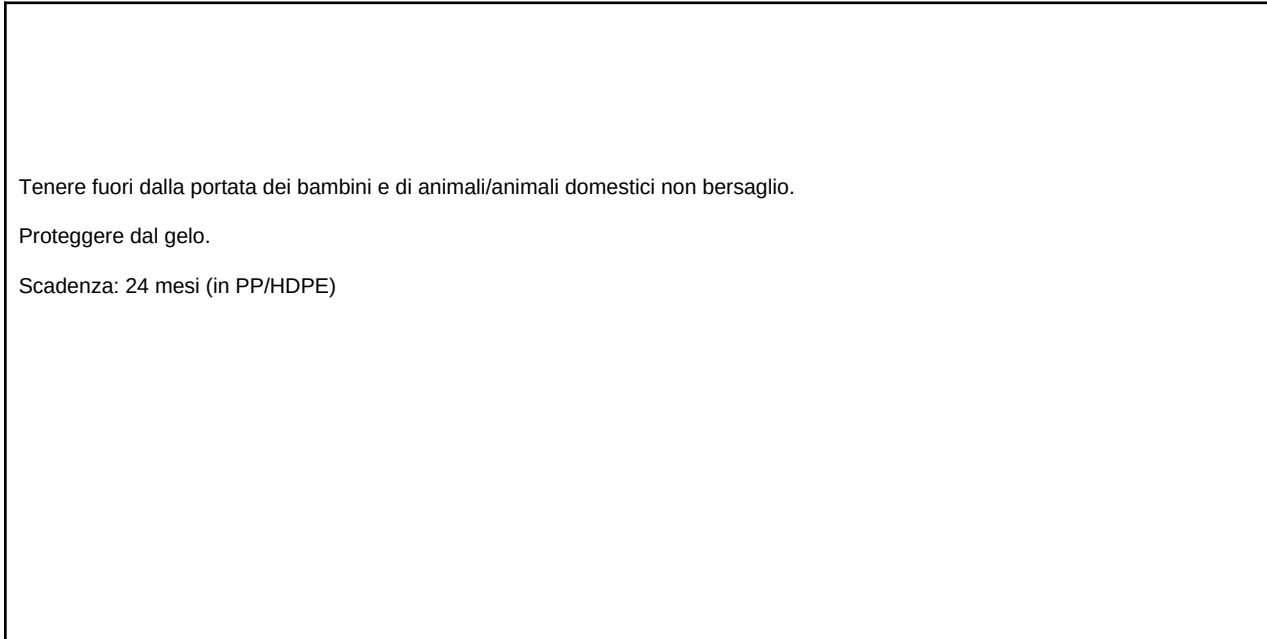 Tenere fuori dalla portata dei bambini e di animali/animali domestici non bersaglio.
Proteggere dal gelo.
Scadenza: 24 mesi (in PP/HDPE)